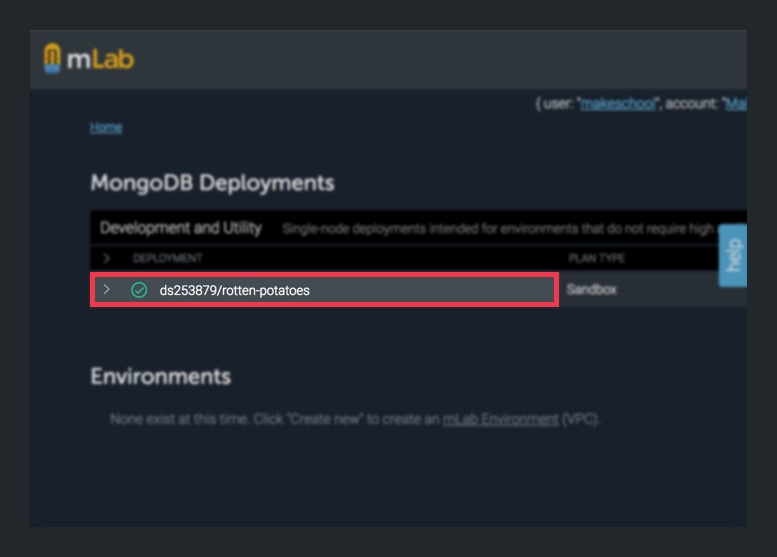 mLab
{ user: "makeschool", account: "Ma
Home
MongoDB Deployments
Development and Utility Single-node deployments intended for environments that do not require high
help
DEPLOYMENT PLAN TYPE
ds253879/rotten-potatoes Sandbox
Environments
None exist at this time. Click "Create new" to create an mLab Environment (VPC).